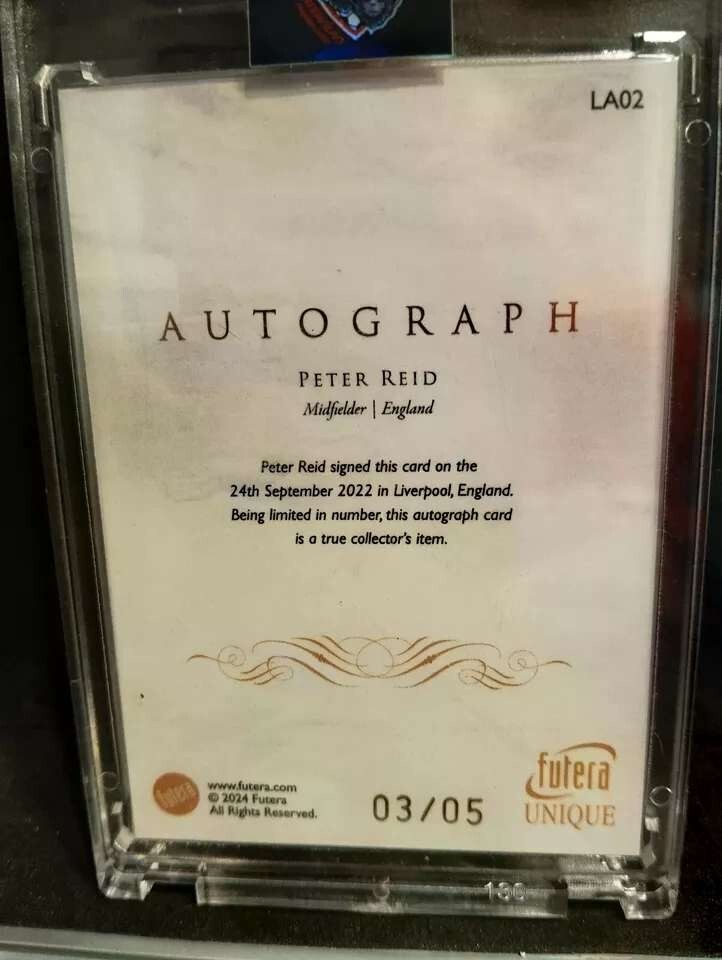 LA02
AUTOGRAPH
PETER REID
Midfielder | England
Peter Reid signed this card on the
24th September 2022 in Liverpool, England.
Being limited in number, this autograph card
is a true collector's item.
futera
www.futera.com
© 2024 Futera
All Rights Reserved.
03/05
futera
UNIQUE
130